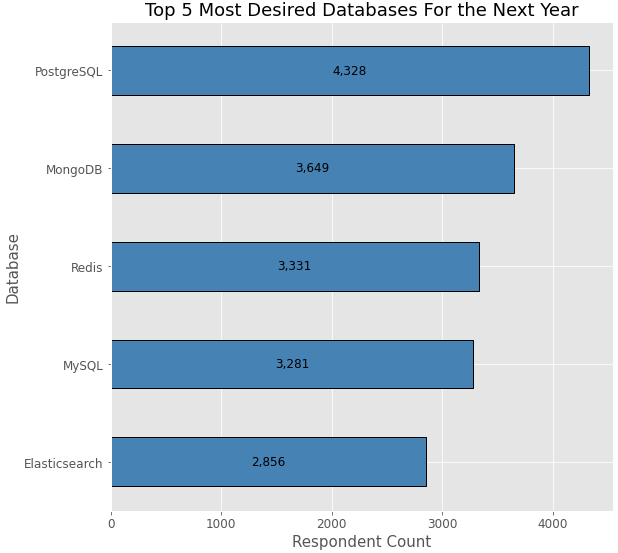 Top 5 Most Desired Databases For the Next Year
PostgreSQL
4,328
MongoDB
3,649
Redis
3,331
MySQL
3,281
Elasticsearch
2,856
Database
0 1000 2000 3000 4000
Respondent Count